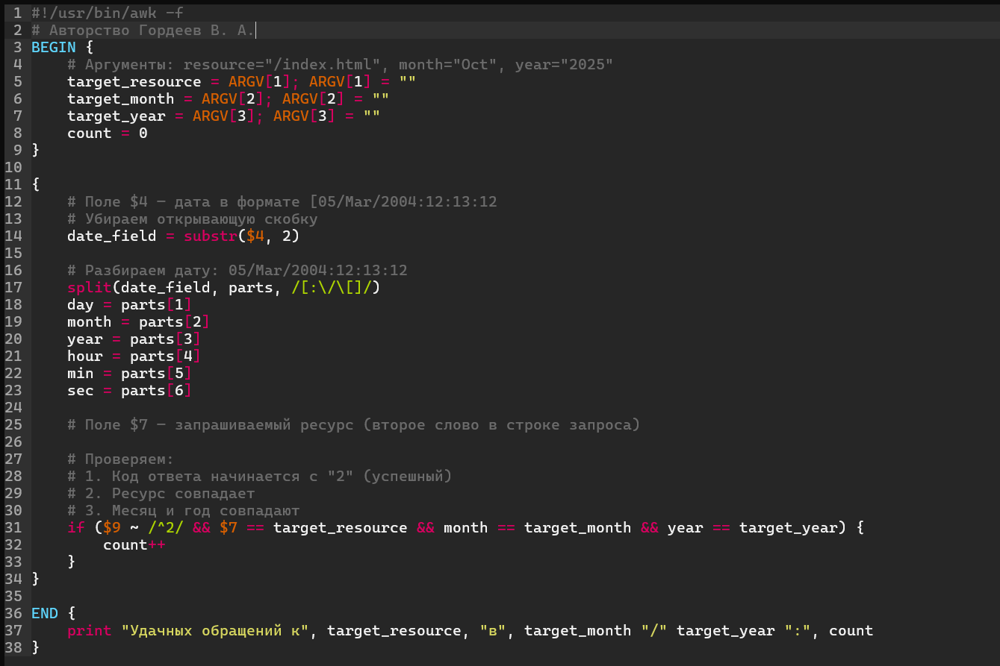 1 #!/usr/bin/awk -f
2 # Авторство Гордеев В. А.
3 BEGIN {
4     # Аргументы: resource="/index.html", month="Oct", year="2025"
5     target_resource = ARGV[1]; ARGV[1] = ""
6     target_month = ARGV[2]; ARGV[2] = ""
7     target_year = ARGV[3]; ARGV[3] = ""
8     count = 0
9 }
10
11 {
12     # Поле $4 — дата в формате [05/Mar/2004:12:13:12
13     # Убираем открывающую скобку
14     date_field = substr($4, 2)
15
16     # Разбираем дату: 05/Mar/2004:12:13:12
17     split(date_field, parts, /[:\/\[]/)
18     day = parts[1]
19     month = parts[2]
20     year = parts[3]
21     hour = parts[4]
22     min = parts[5]
23     sec = parts[6]
24
25     # Поле $7 — запрашиваемый ресурс (второе слово в строке запроса)
26
27     # Проверяем:
28     # 1. Код ответа начинается с "2" (успешный)
29     # 2. Ресурс совпадает
30     # 3. Месяц и год совпадают
31     if ($9 ~ /^2/ && $7 == target_resource && month == target_month && year == target_year) {
32         count++
33     }
34 }
35
36 END {
37     print "Удачных обращений к", target_resource, "в", target_month "/" target_year ":", count
38 }